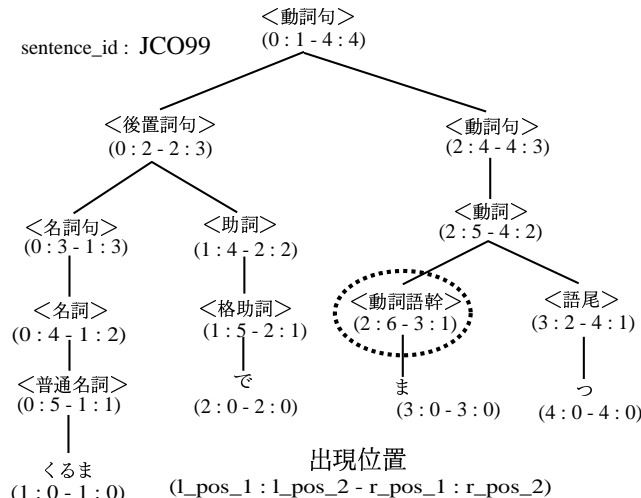 <動詞句>
(0 : 1 - 4 : 4)
sentence_id : JCO99
<後置詞句>
(0 : 2 - 2 : 3)
<動詞句>
(2 : 4 - 4 : 3)
<名詞句>
(0 : 3 - 1 : 3)
<助詞>
(1 : 4 - 2 : 2)
<動詞>
(2 : 5 - 4 : 2)
<名詞>
(0 : 4 - 1 : 2)
<格助詞>
(1 : 5 - 2 : 1)
<動詞語幹>
(2 : 6 - 3 : 1)
<語尾>
(3 : 2 - 4 : 1)
<普通名詞>
(0 : 5 - 1 : 1)
で
(2 : 0 - 2 : 0)
ま
(3 : 0 - 3 : 0)
つ
(4 : 0 - 4 : 0)
くるま
(1 : 0 - 1 : 0)
出現位置
(l_pos_1 : l_pos_2 - r_pos_1 : r_pos_2)